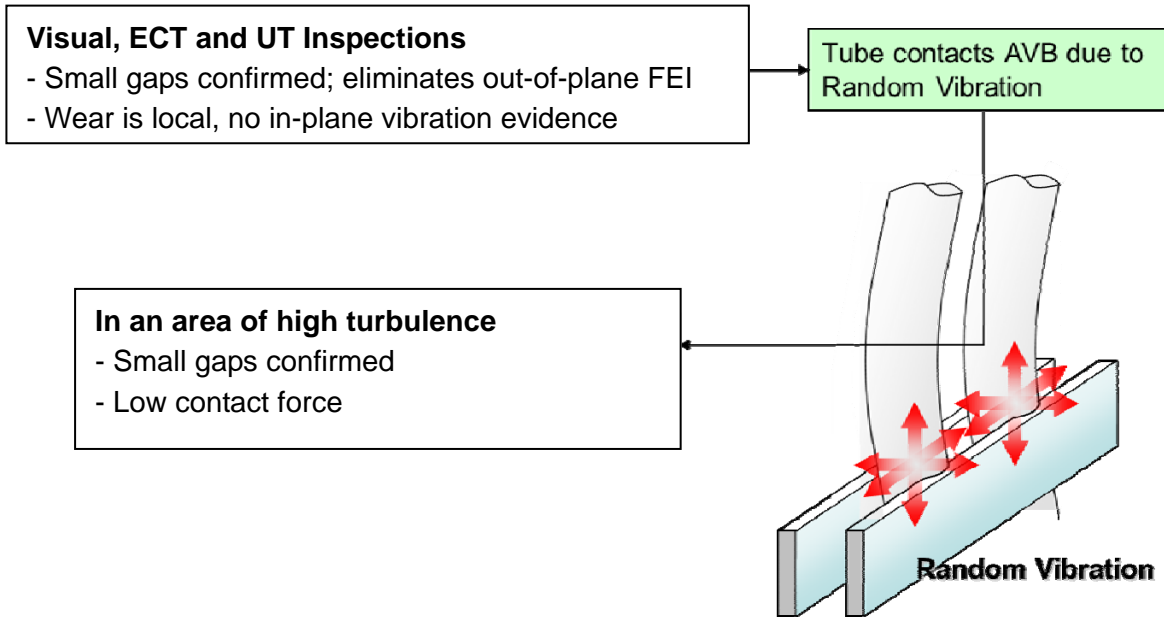 Visual, ECT and UT Inspections
- Small gaps confirmed; eliminates out-of-plane FEI
- Wear is local, no in-plane vibration evidence
Tube contacts AVB due to
Random Vibration
In an area of high turbulence
- Small gaps confirmed
- Low contact force
Random Vibration